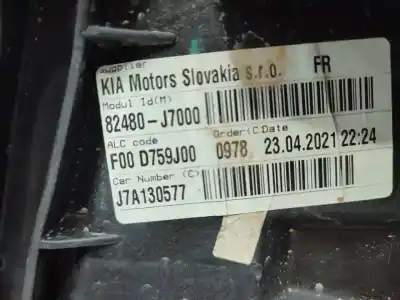 Supplier
KIA Motors Slovakia s.r.o. FR
Modul Id(M)
82480-J7000
ALC code Order(C Date
F00 D759J00 0978 23.04.2021 22:24
Car Number (C)
J7A130577